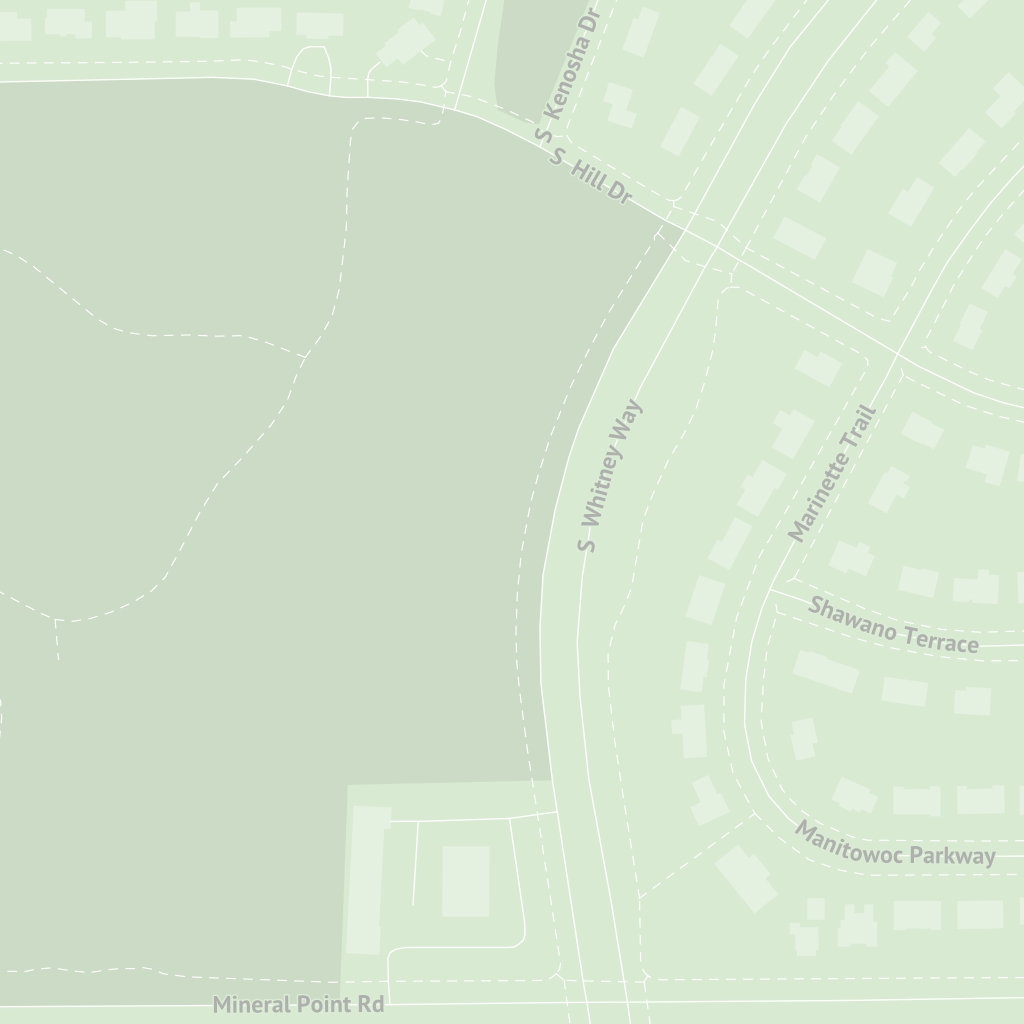 S Kenosha Dr
S Hill Dr
S Whitney Way
Marinette Trail
Shawano Terrace
Manitowoc Parkway
Mineral Point Rd